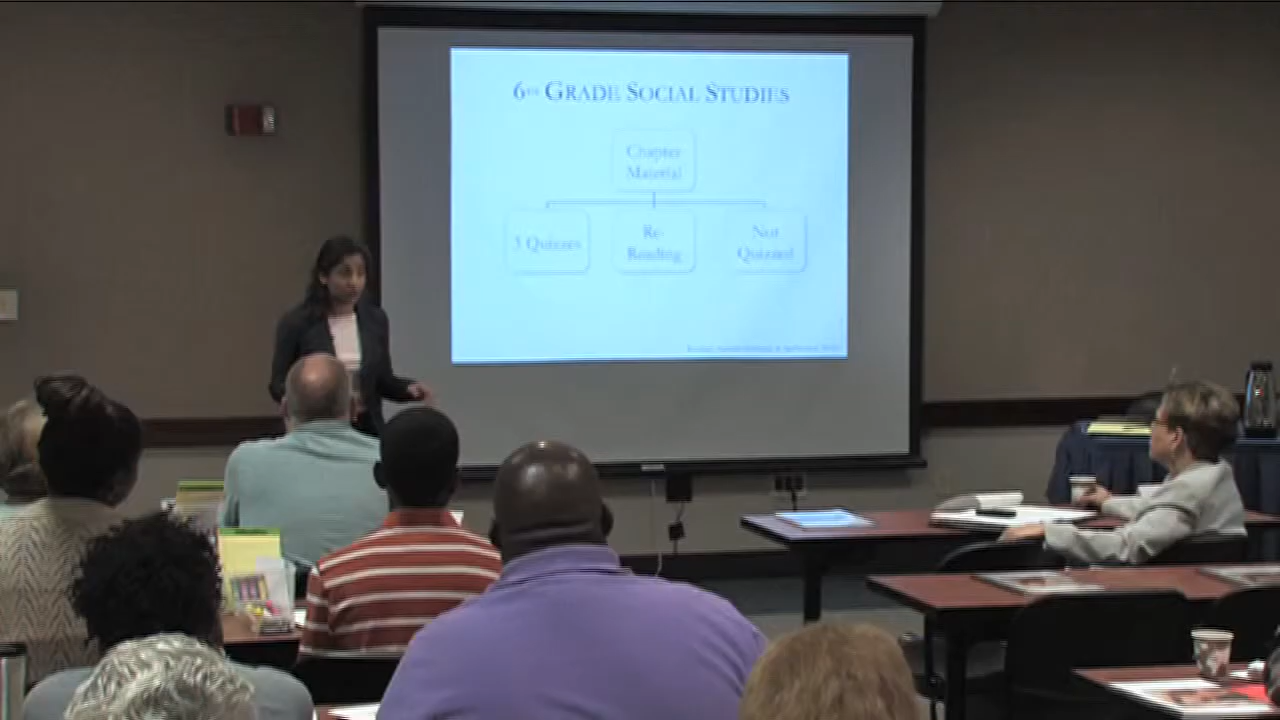 6TH GRADE SOCIAL STUDIES
Chapter
Material
3 Quizzes
Re-
Reading
Not
Quizzed